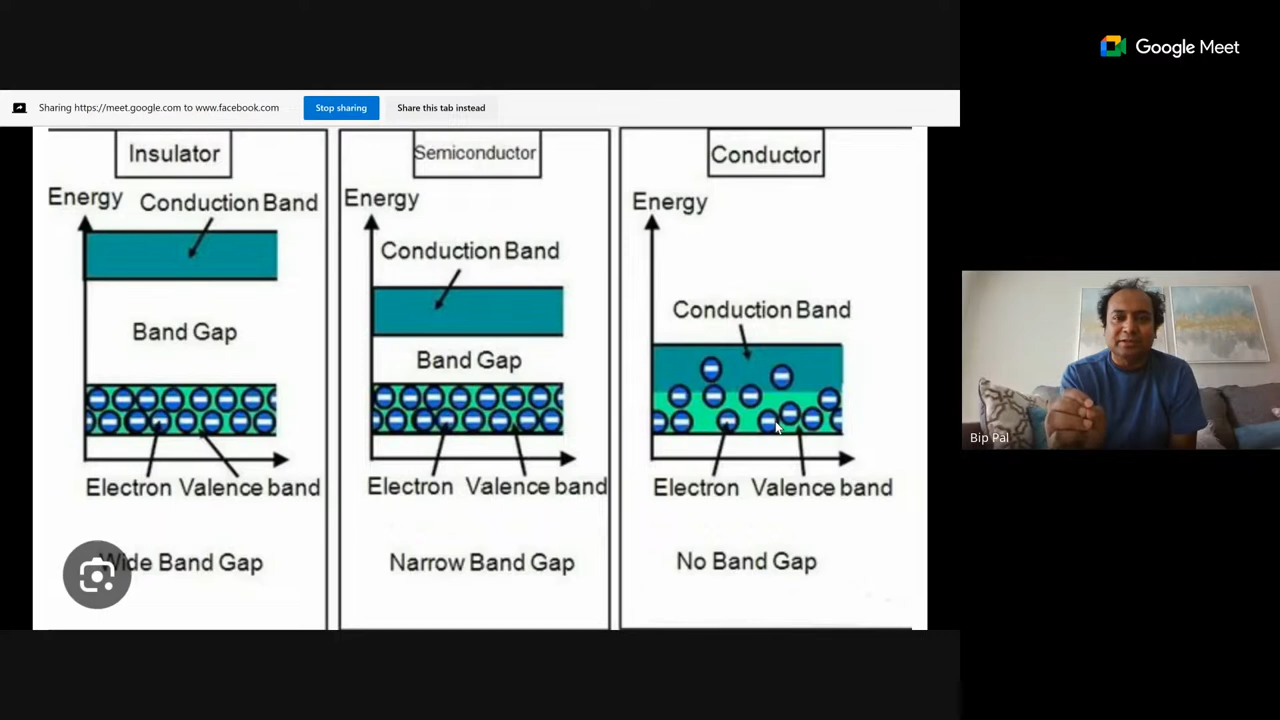 Google Meet
Sharing https://meet.google.com to www.facebook.com
Stop sharing
Share this tab instead
Insulator
Energy
Conduction Band
Band Gap
Electron Valence band
Wide Band Gap
Semiconductor
Energy
Conduction Band
Band Gap
Electron Valence band
Narrow Band Gap
Conductor
Energy
Conduction Band
Electron Valence band
No Band Gap
Bip Pal